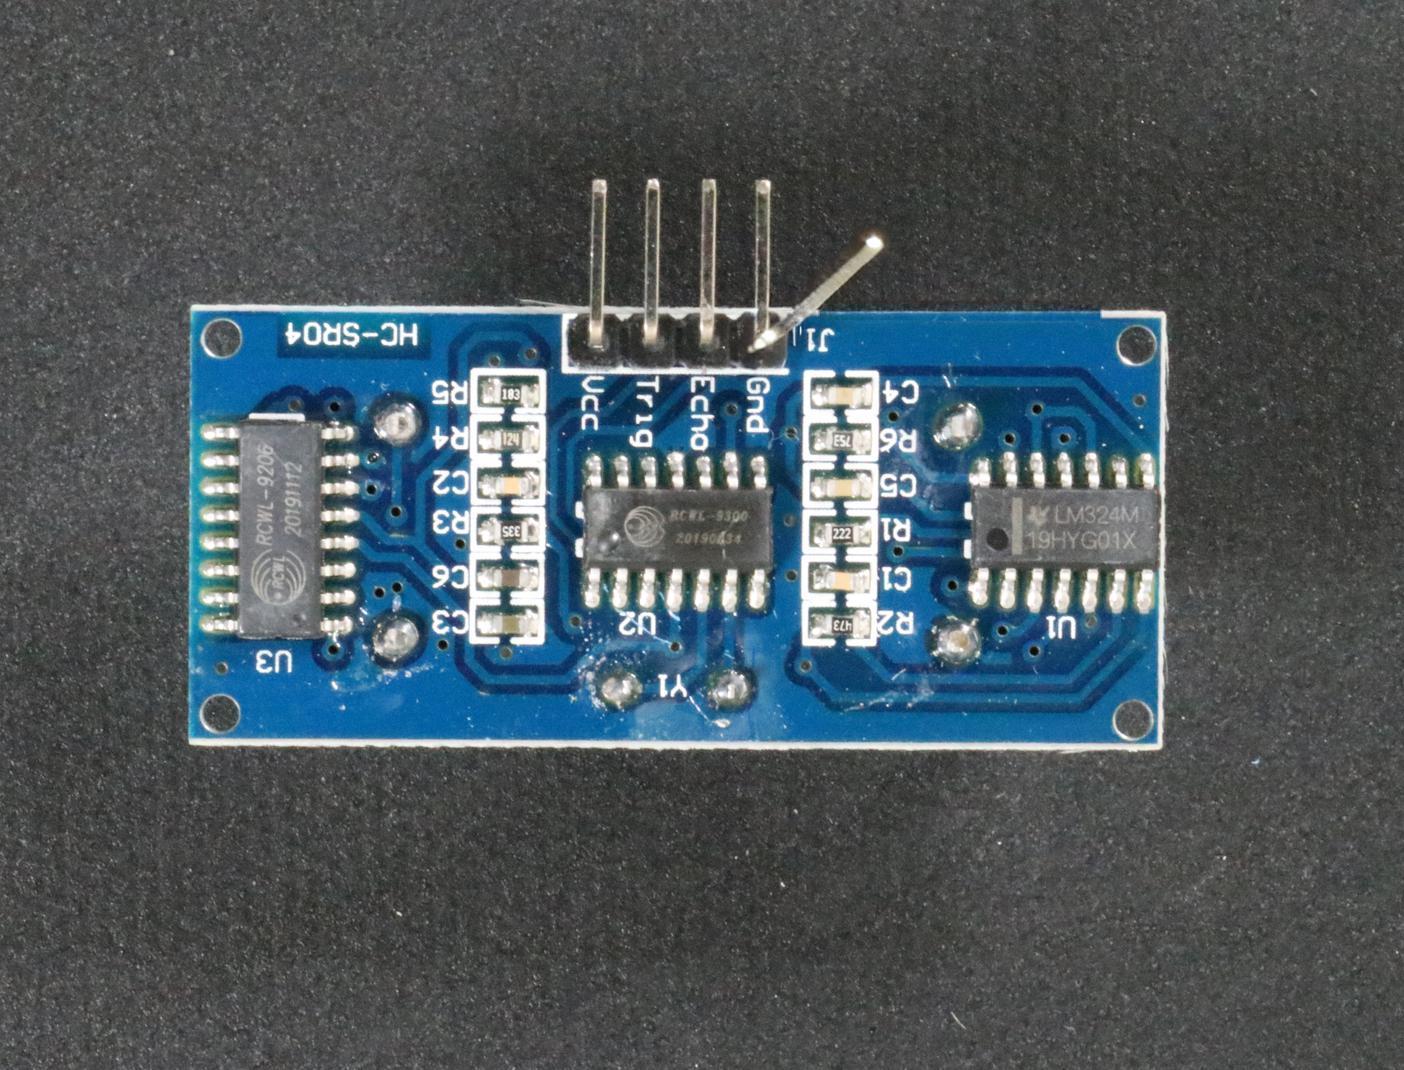 HC-SR04
J1
Vcc
Trig
Echo
Gnd
R5
183
R4
124
C2
R3
335
C6
C3
C4
R6
753
C5
R1
222
C1
R2
473
RCWL-9206
20191112
RCWL
U3
RCWL-9300
U2
Y1
LM324M
19HYG01X
U1